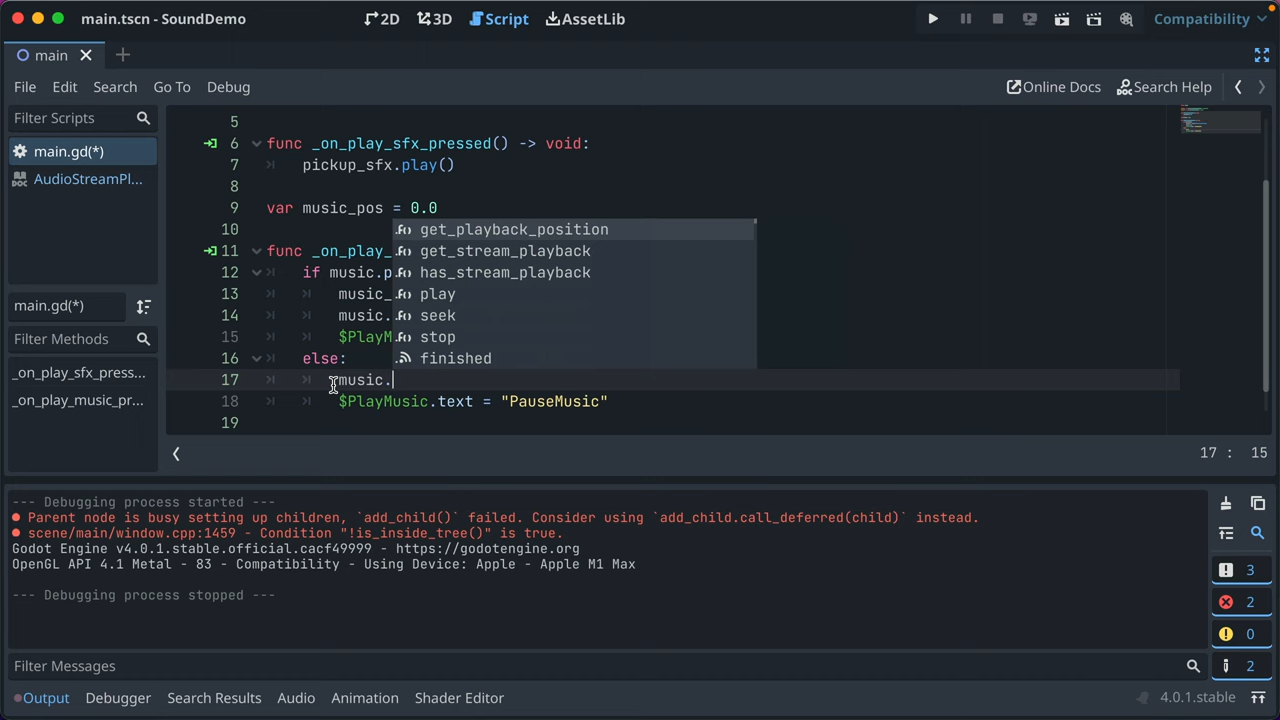 main.tscn - SoundDemo
2D 3D Script AssetLib
Compatibility
main
File Edit Search Go To Debug
Online Docs Search Help
Filter Scripts
main.gd(*)
AudioStreamPl...
main.gd(*)
Filter Methods
_on_play_sfx_press...
_on_play_music_pr...
5
6 func _on_play_sfx_pressed() -> void:
7 pickup_sfx.play()
8
9 var music_pos = 0.0
10
11 func _on_play_
12 if music.p
13 music_
14 music.
15 $PlayM
16 else:
17 music.
18 $PlayMusic.text = "PauseMusic"
19
get_playback_position
get_stream_playback
has_stream_playback
play
seek
stop
finished
17 : 15
--- Debugging process started ---
Parent node is busy setting up children, `add_child()` failed. Consider using `add_child.call_deferred(child)` instead.
scene/main/window.cpp:1459 - Condition "!is_inside_tree()" is true.
Godot Engine v4.0.1.stable.official.cacf49999 - https://godotengine.org
OpenGL API 4.1 Metal - 83 - Compatibility - Using Device: Apple - Apple M1 Max
--- Debugging process stopped ---
3
2
0
2
Filter Messages
Output Debugger Search Results Audio Animation Shader Editor
4.0.1.stable